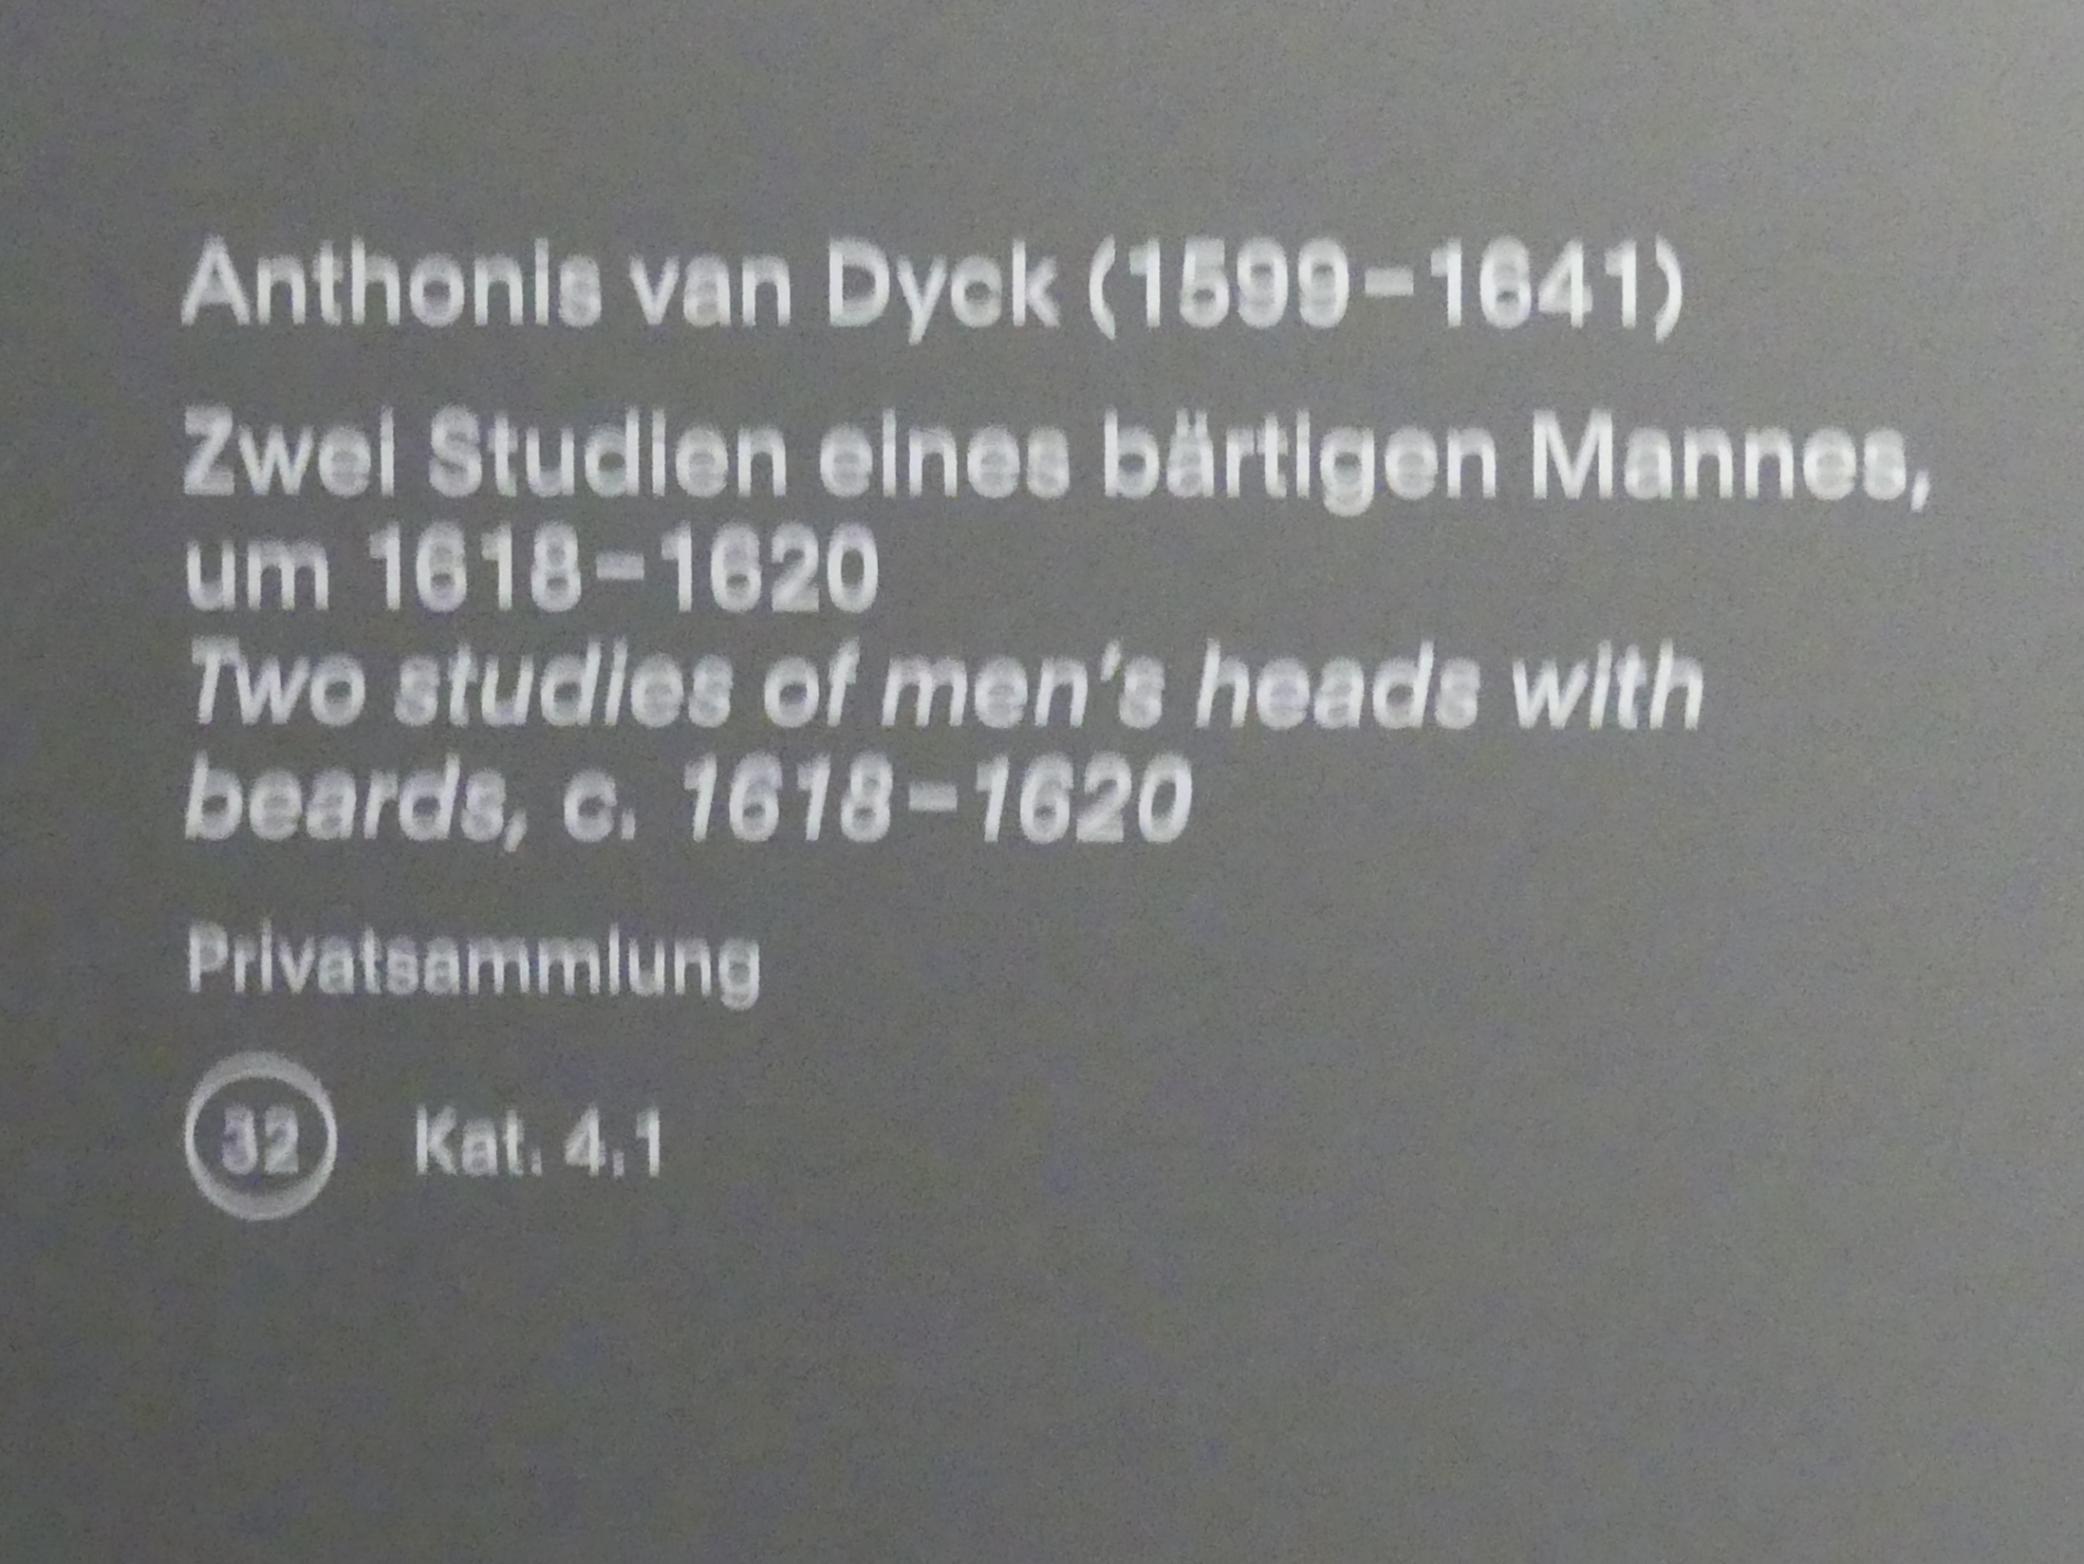 Anthonis van Dyck (1599–1641)
Zwei Studien eines bärtigen Mannes,
um 1618–1620
Two studies of men's heads with
beards, c. 1618–1620
Privatsammlung
32 Kat. 4.1